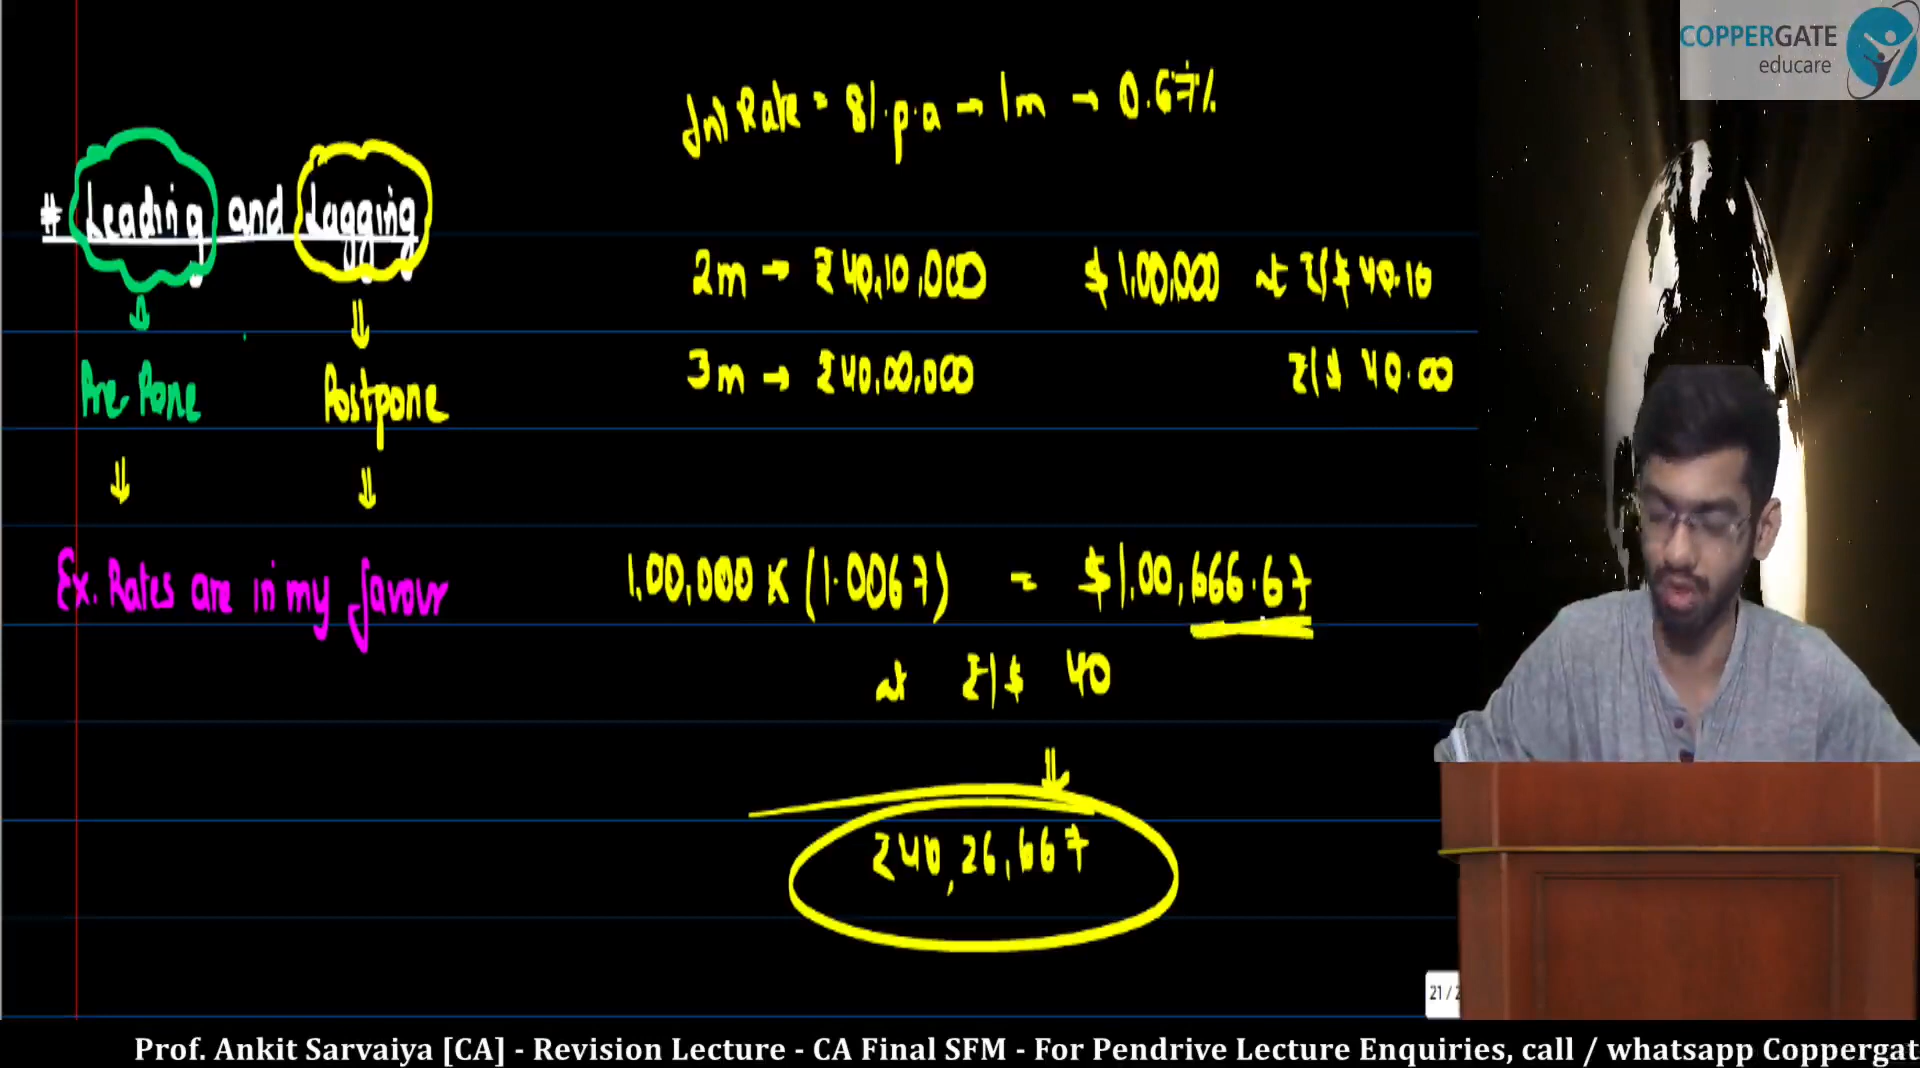 COPPERGATE
educare
Int Rate = 8%.p.a → 1m → 0.67%
# Leading and Lagging
2m → ₹40,10,000 $1,00,000 at ₹/$ 40.10
Pre Pone Postpone
3m → ₹40,00,000 ₹/$ 40.00
Ex. Rates are in my favour
1,00,000 x (1.0067) = $1,00,666.67
at ₹/$ 40
₹40,26,667
21 / 2
Prof. Ankit Sarvaiya [CA] - Revision Lecture - CA Final SFM - For Pendrive Lecture Enquiries, call / whatsapp Coppergat